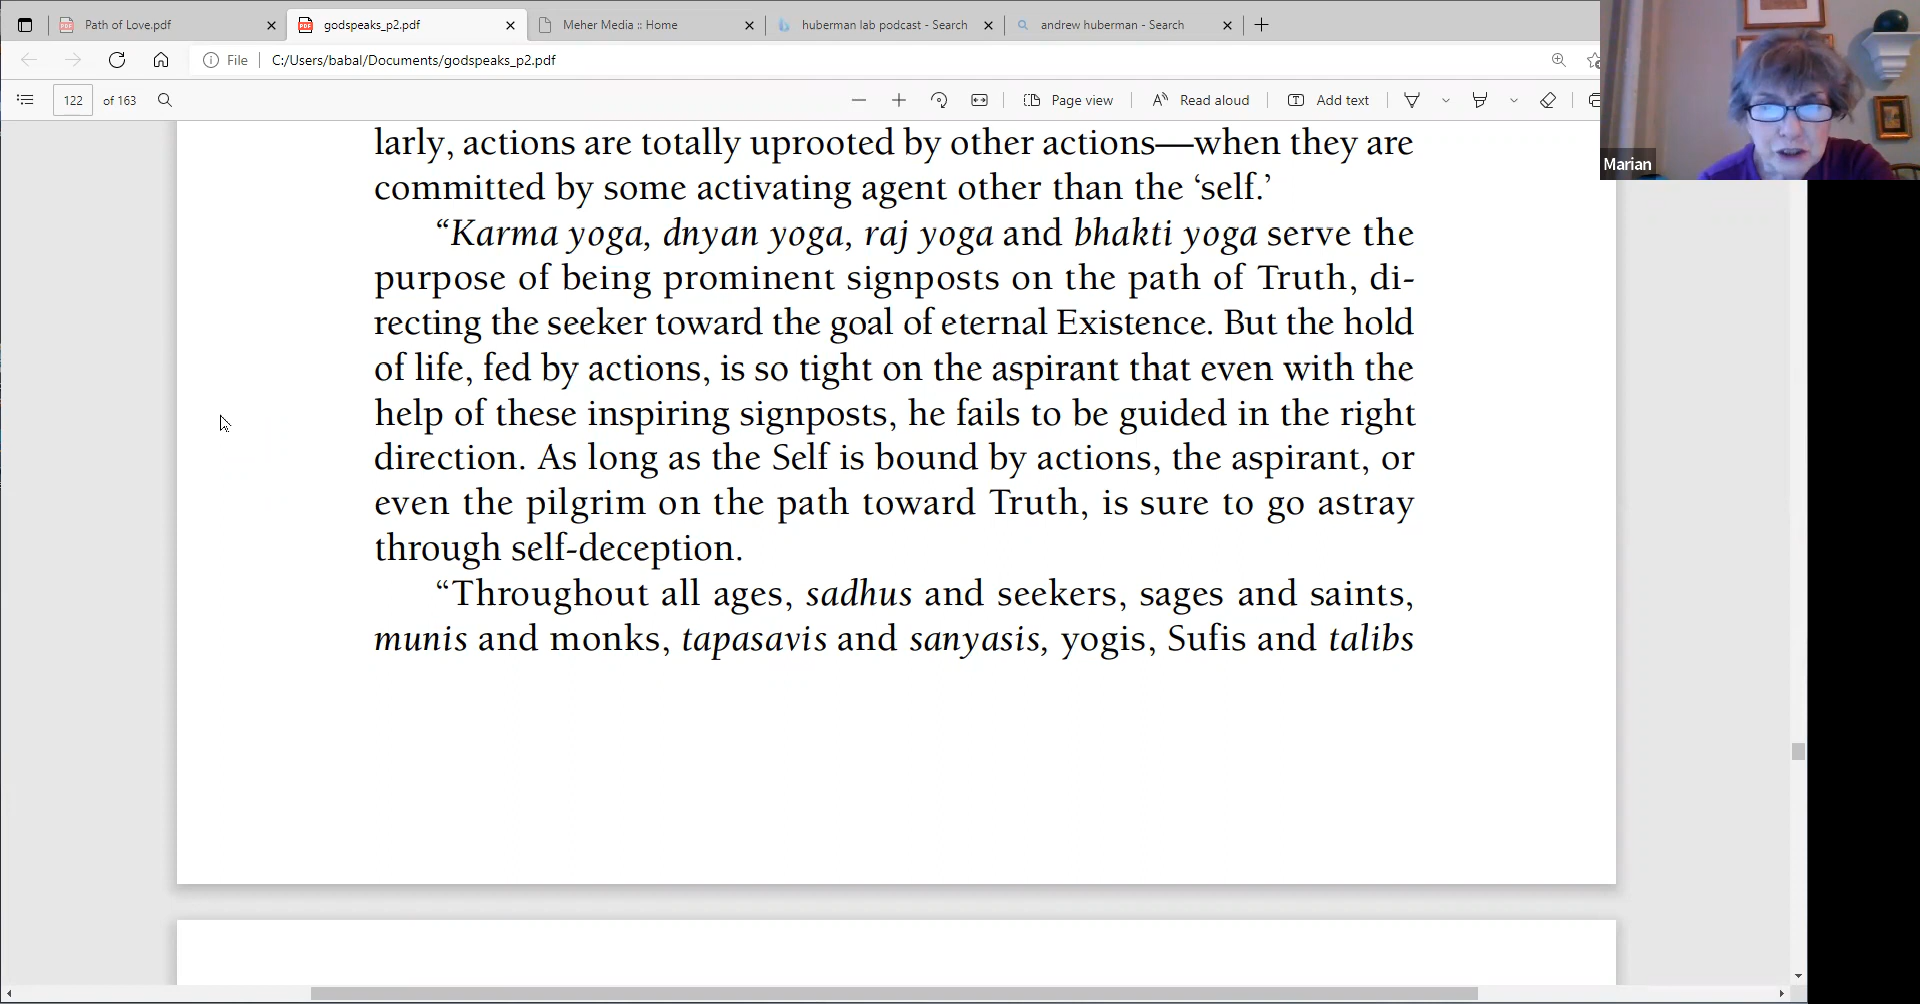 Path of Love.pdf
godspeaks_p2.pdf
Meher Media :: Home
huberman lab podcast - Search
andrew huberman - Search
File
C:/Users/babal/Documents/godspeaks_p2.pdf
122 of 163
Page view
Read aloud
Add text
Marian
larly, actions are totally uprooted by other actions—when they are
committed by some activating agent other than the ‘self.’
“Karma yoga, dnyan yoga, raj yoga and bhakti yoga serve the
purpose of being prominent signposts on the path of Truth, di-
recting the seeker toward the goal of eternal Existence. But the hold
of life, fed by actions, is so tight on the aspirant that even with the
help of these inspiring signposts, he fails to be guided in the right
direction. As long as the Self is bound by actions, the aspirant, or
even the pilgrim on the path toward Truth, is sure to go astray
through self-deception.
“Throughout all ages, sadhus and seekers, sages and saints,
munis and monks, tapasavis and sanyasis, yogis, Sufis and talibs